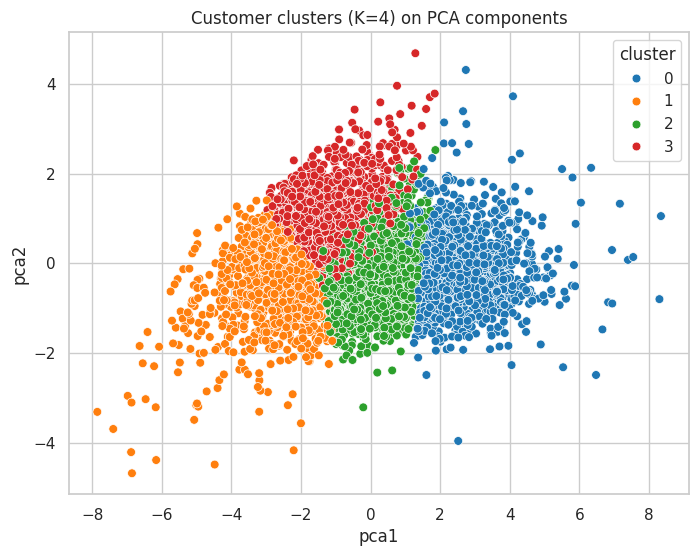 Customer clusters (K=4) on PCA components
cluster
0
1
2
3
4
2
0
−2
−4
pca2
−8 −6 −4 −2 0 2 4 6 8
pca1